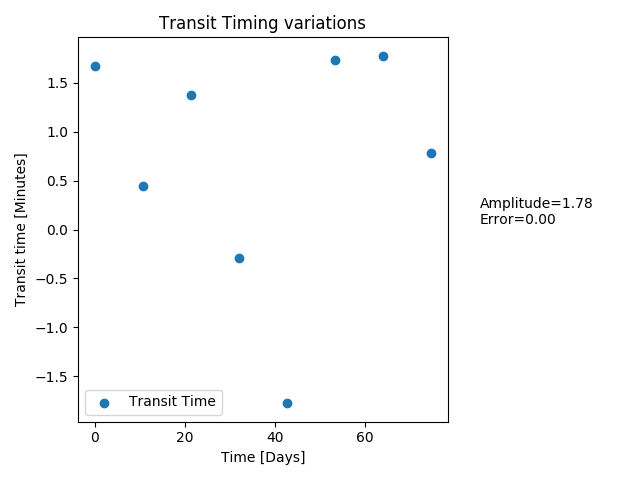 Transit Timing variations
Transit time [Minutes]
1.5
1.0
0.5
0.0
−0.5
−1.0
−1.5
Transit Time
0
20
40
60
Time [Days]
Amplitude=1.78
Error=0.00